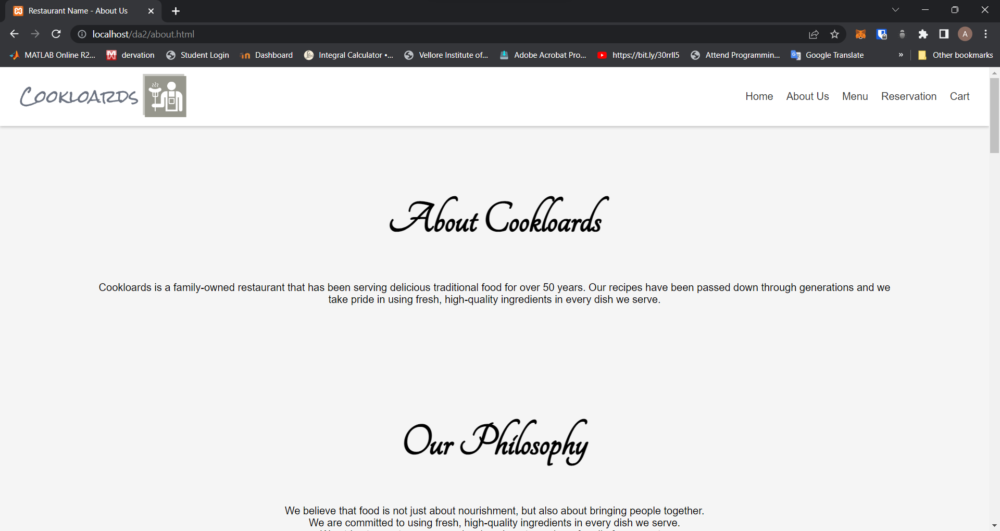 Restaurant Name - About Us
localhost/da2/about.html
A
MATLAB Online R2...
dervation
Student Login
Dashboard
Integral Calculator •...
Vellore Institute of...
Adobe Acrobat Pro...
Attend Programmin...
Google Translate
»
Other bookmarks
Cookloards
Home
About Us
Menu
Reservation
Cart
About Cookloards
Cookloards is a family-owned restaurant that has been serving delicious traditional food for over 50 years. Our recipes have been passed down through generations and we
take pride in using fresh, high-quality ingredients in every dish we serve.
Our Philosophy
We believe that food is not just about nourishment, but also about bringing people together.
We are committed to using fresh, high-quality ingredients in every dish we serve.